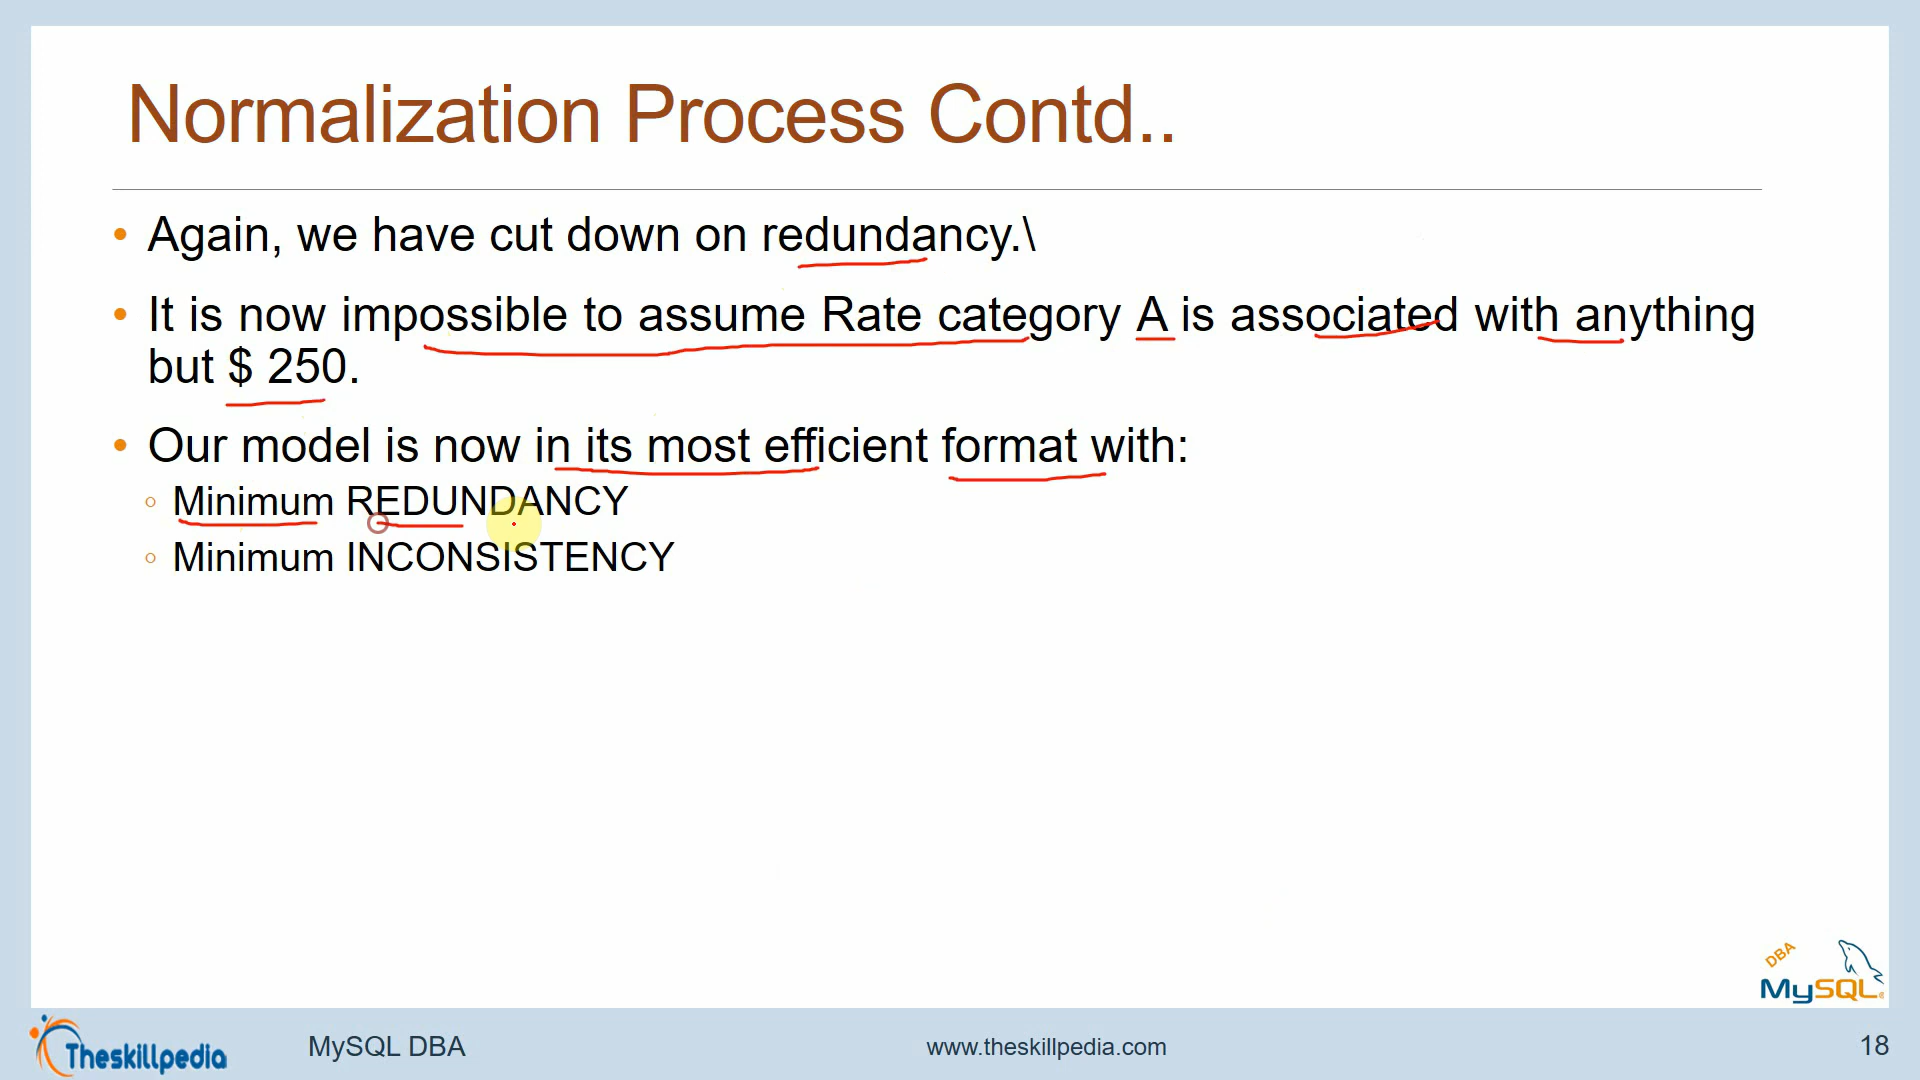 Normalization Process Contd..
• Again, we have cut down on redundancy.\
• It is now impossible to assume Rate category A is associated with anything
but $ 250.
• Our model is now in its most efficient format with:
◦ Minimum REDUNDANCY
◦ Minimum INCONSISTENCY
DBA
MySQL
Theskillpedia
MySQL DBA
www.theskillpedia.com
18